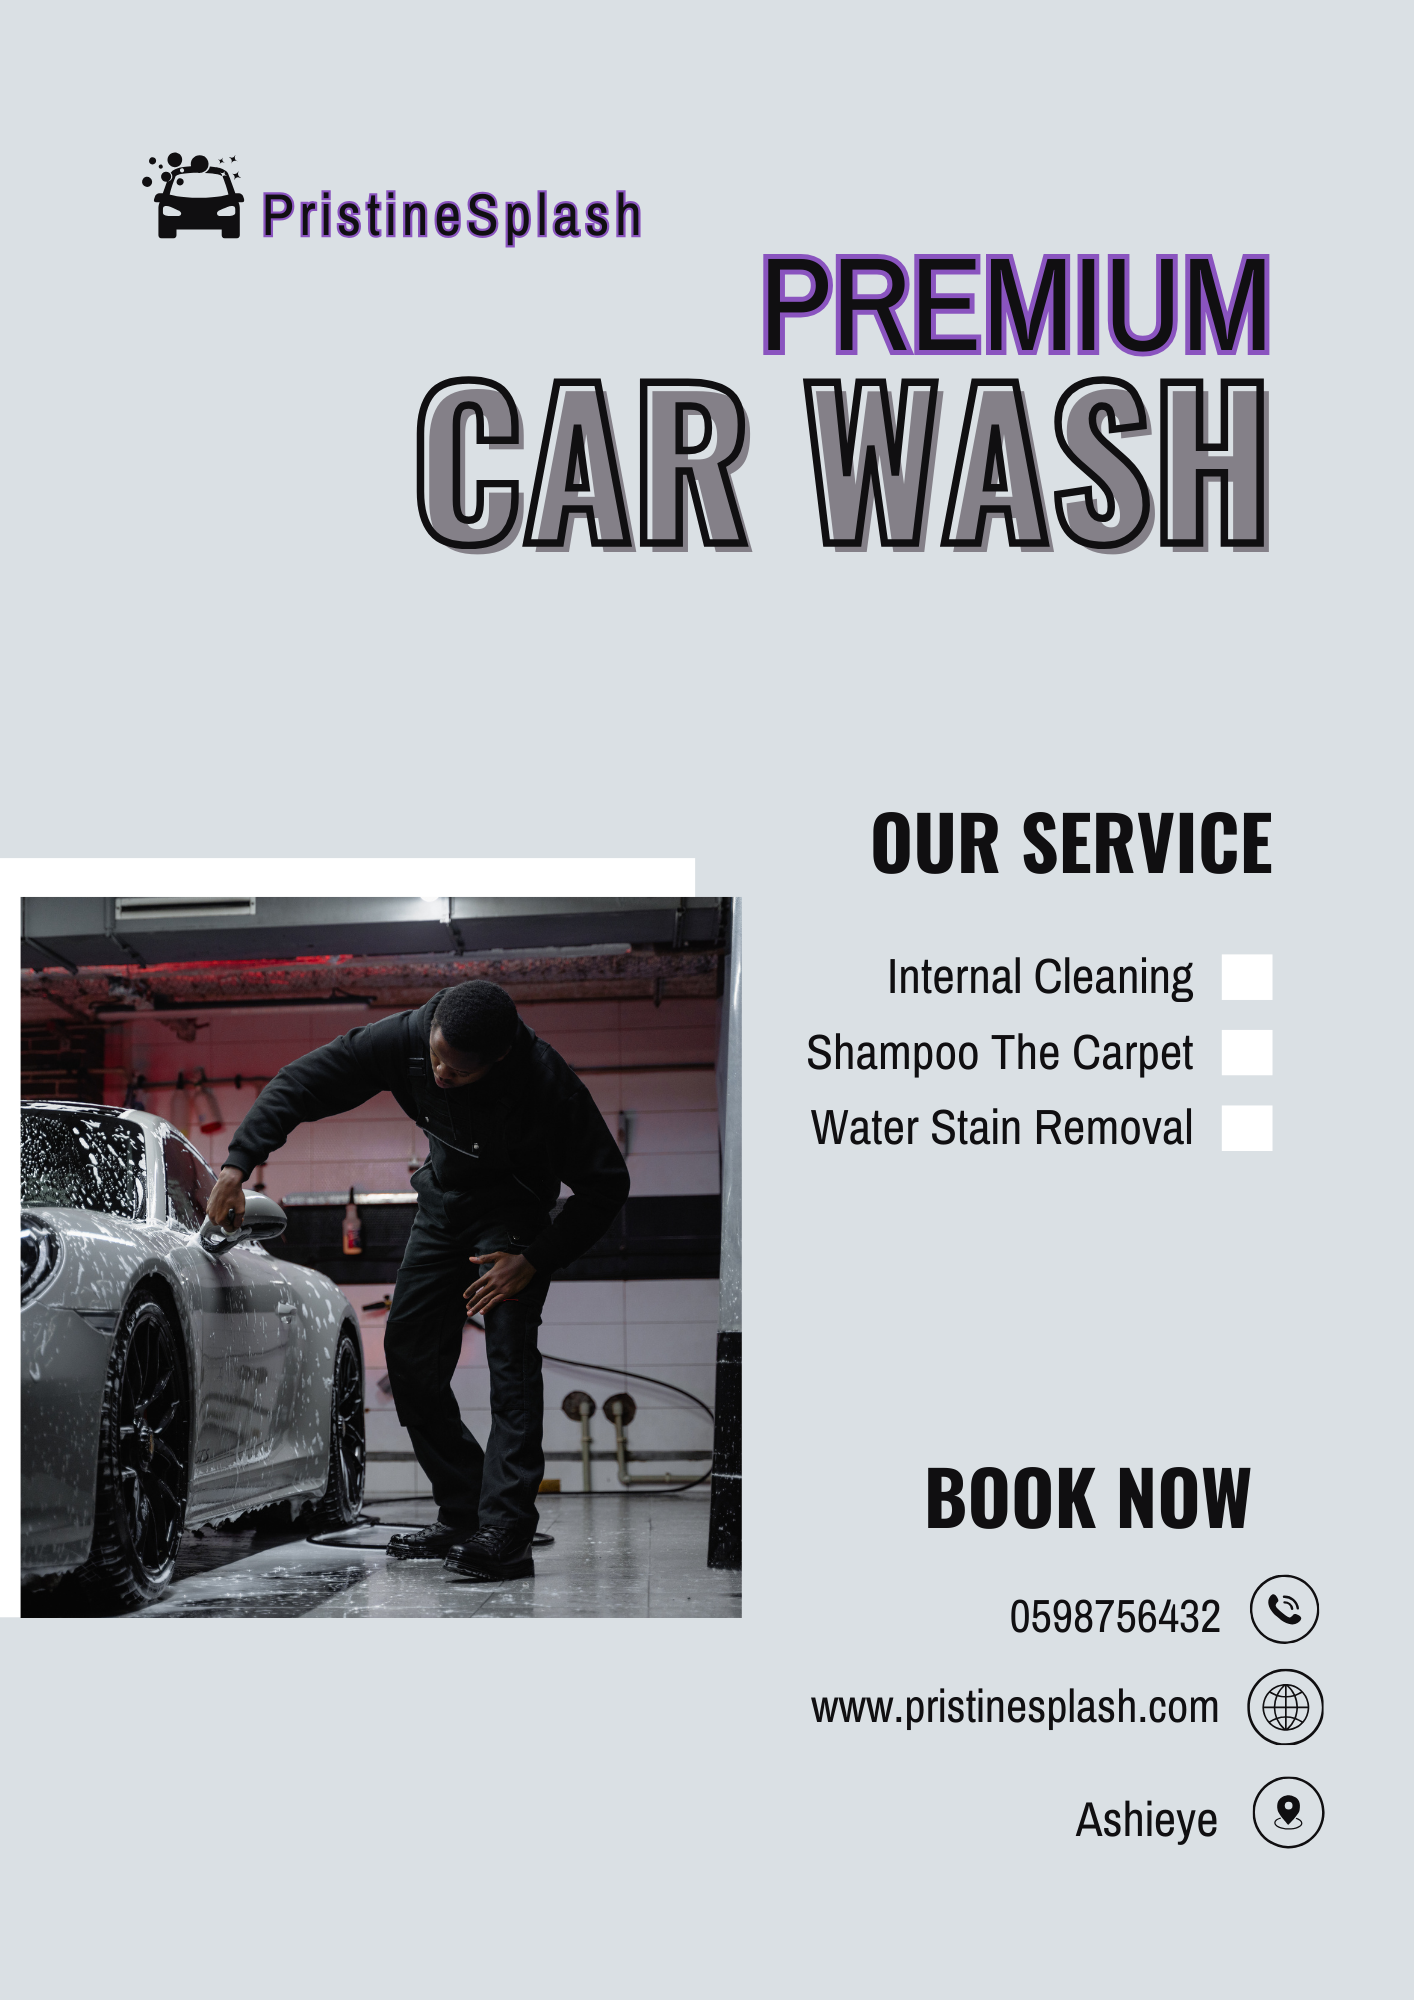 PristineSplash
PREMIUM
CAR WASH
OUR SERVICE
Internal Cleaning
Shampoo The Carpet
Water Stain Removal
BOOK NOW
0598756432
www.pristinesplash.com
Ashieye